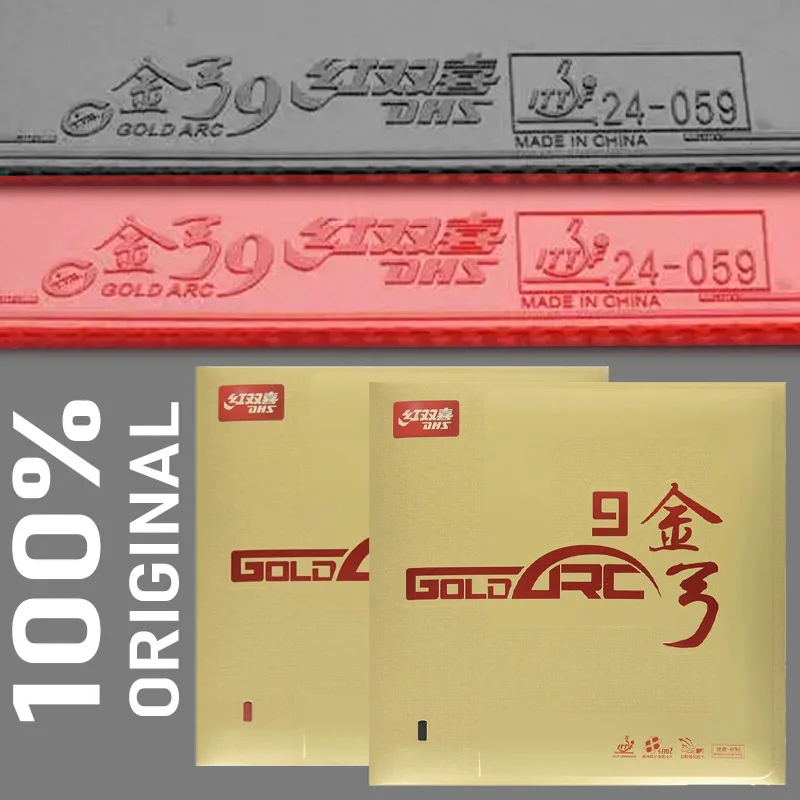 金弓9 红双喜
GOLD ARC DHS
ITTF 24-059
MADE IN CHINA
金弓9 红双喜
GOLD ARC DHS
ITTF 24-059
MADE IN CHINA
100%
ORIGINAL
红双喜
DHS
GOLD
红双喜
DHS
9 金弓
GOLD ARC
ITTF